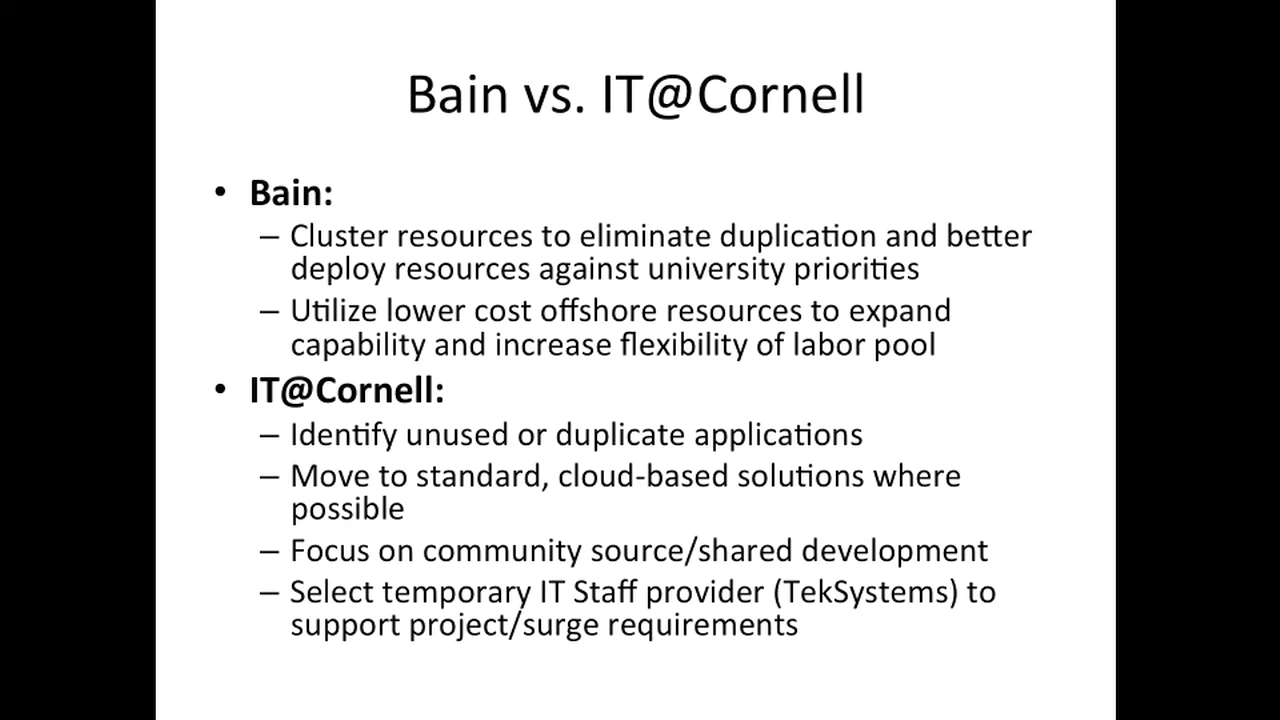 Bain vs. IT@Cornell
• Bain:
– Cluster resources to eliminate duplication and better
deploy resources against university priorities
– Utilize lower cost offshore resources to expand
capability and increase flexibility of labor pool
• IT@Cornell:
– Identify unused or duplicate applications
– Move to standard, cloud-based solutions where
possible
– Focus on community source/shared development
– Select temporary IT Staff provider (TekSystems) to
support project/surge requirements